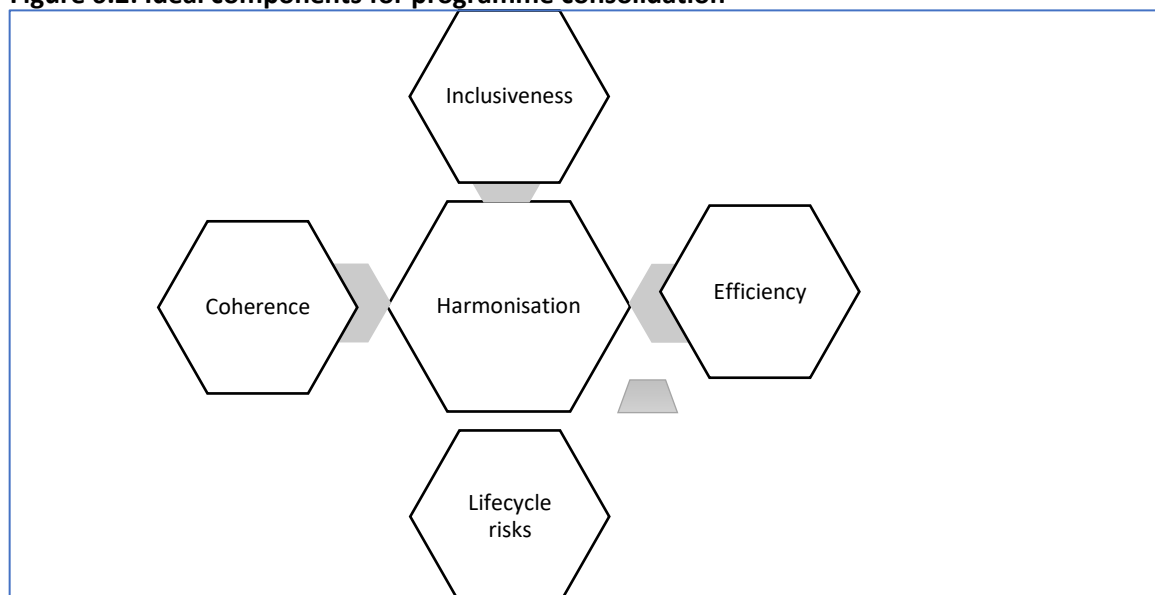 Figure 6.2: Ideal components for programme consolidation
Inclusiveness
Coherence
Harmonisation
Efficiency
Lifecycle
risks